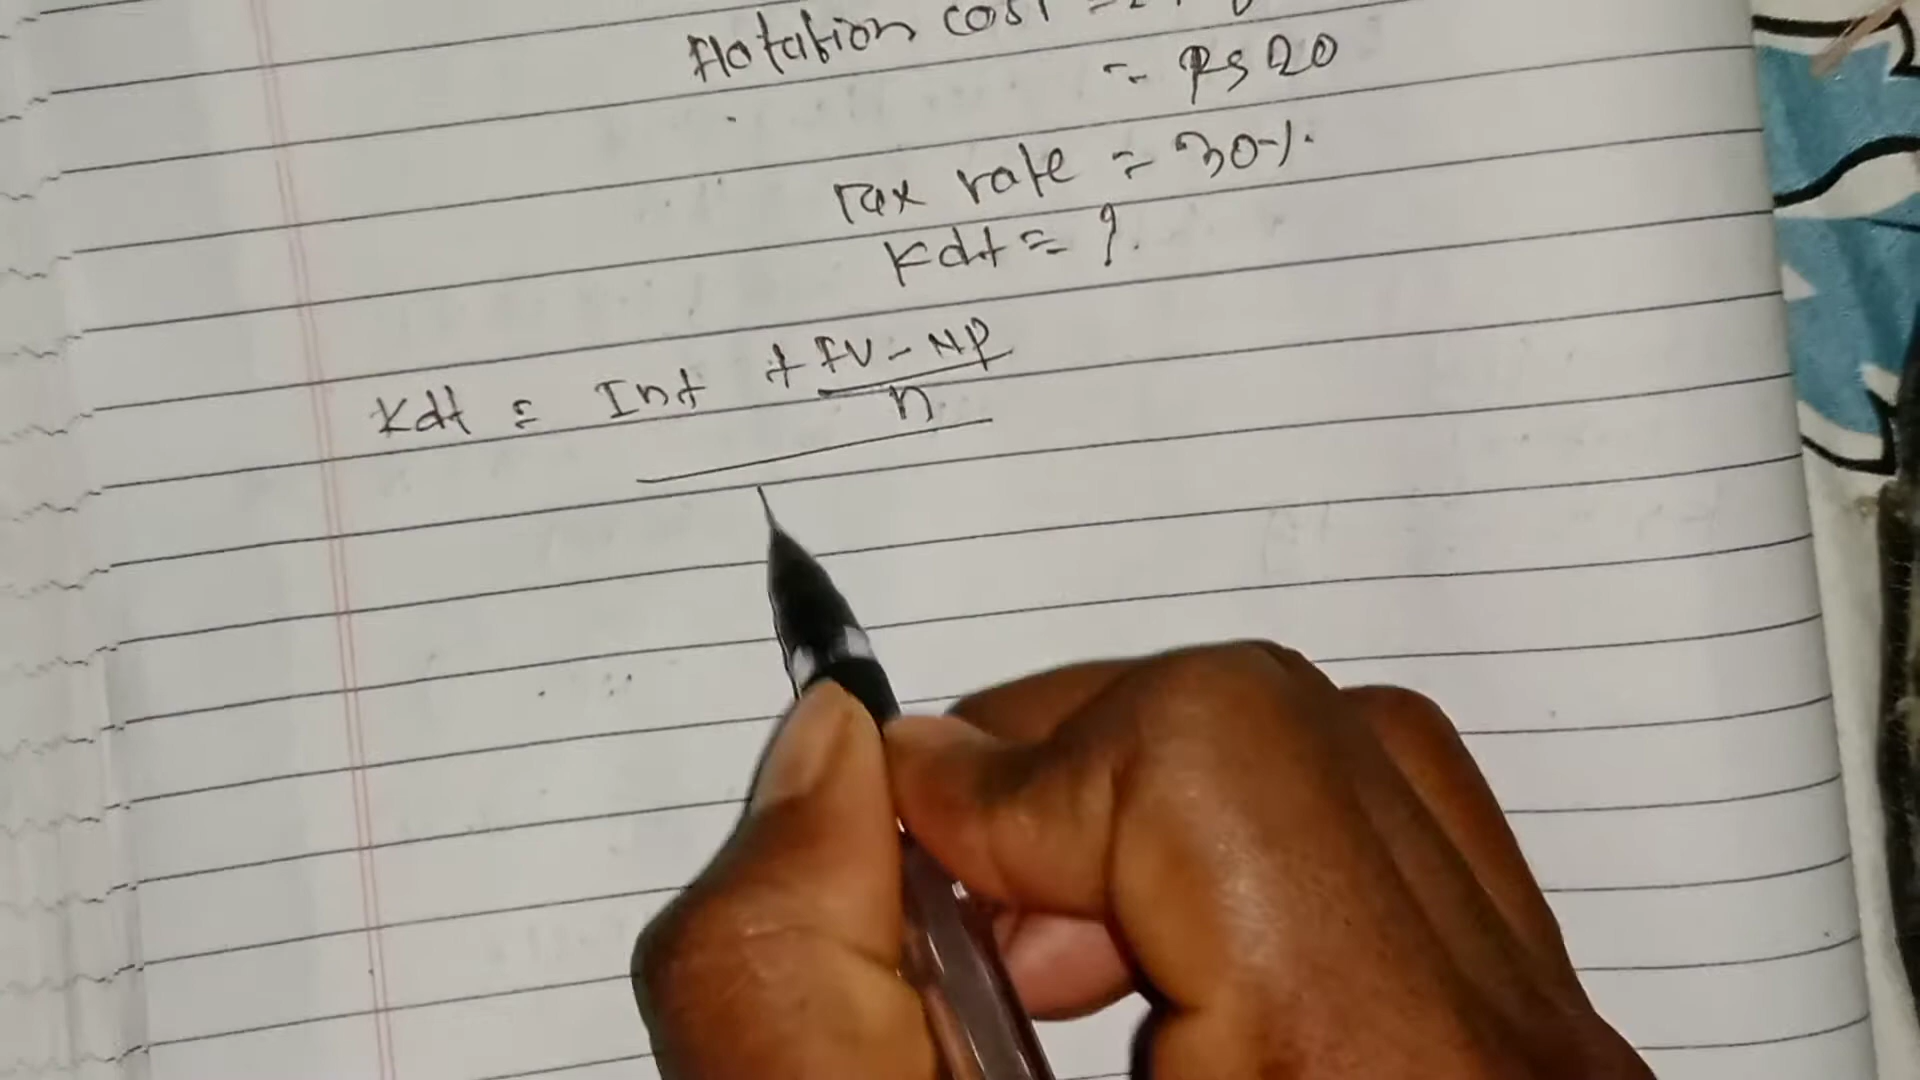 Flotation cost =
= Rs 20
Tax rate = 30%
Kdt = ?
Kdt = Int + FV - NP
n